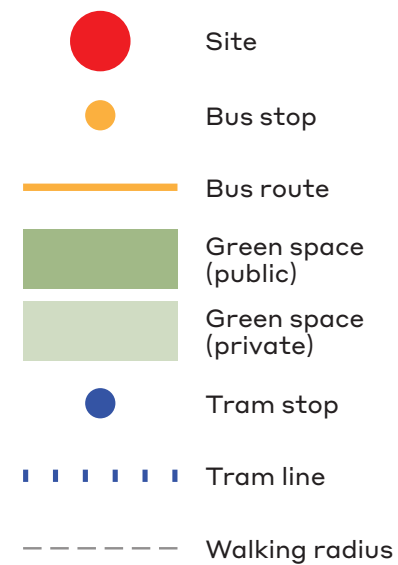 Site
Bus stop
Bus route
Green space
(public)
Green space
(private)
Tram stop
Tram line
Walking radius